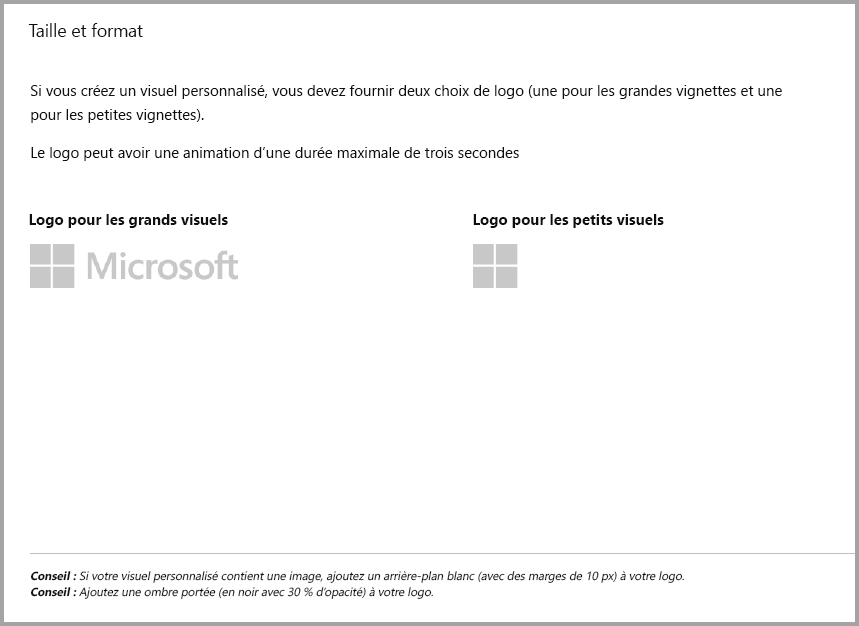 Taille et format
Si vous créez un visuel personnalisé, vous devez fournir deux choix de logo (une pour les grandes vignettes et une
pour les petites vignettes).
Le logo peut avoir une animation d’une durée maximale de trois secondes
Logo pour les grands visuels
Logo pour les petits visuels
Microsoft
Conseil : Si votre visuel personnalisé contient une image, ajoutez un arrière-plan blanc (avec des marges de 10 px) à votre logo.
Conseil : Ajoutez une ombre portée (en noir avec 30 % d’opacité) à votre logo.